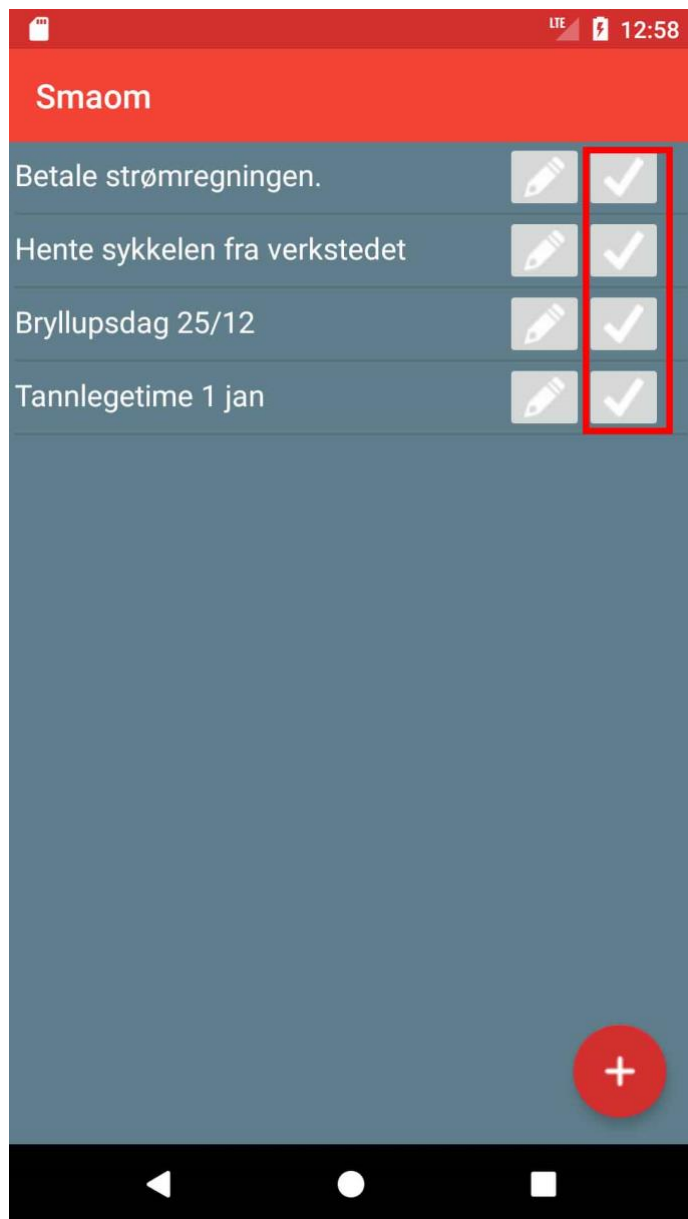 LTE 12:58
Smaom
Betale strømregningen.
Hente sykkelen fra verkstedet
Bryllupsdag 25/12
Tannlegetime 1 jan